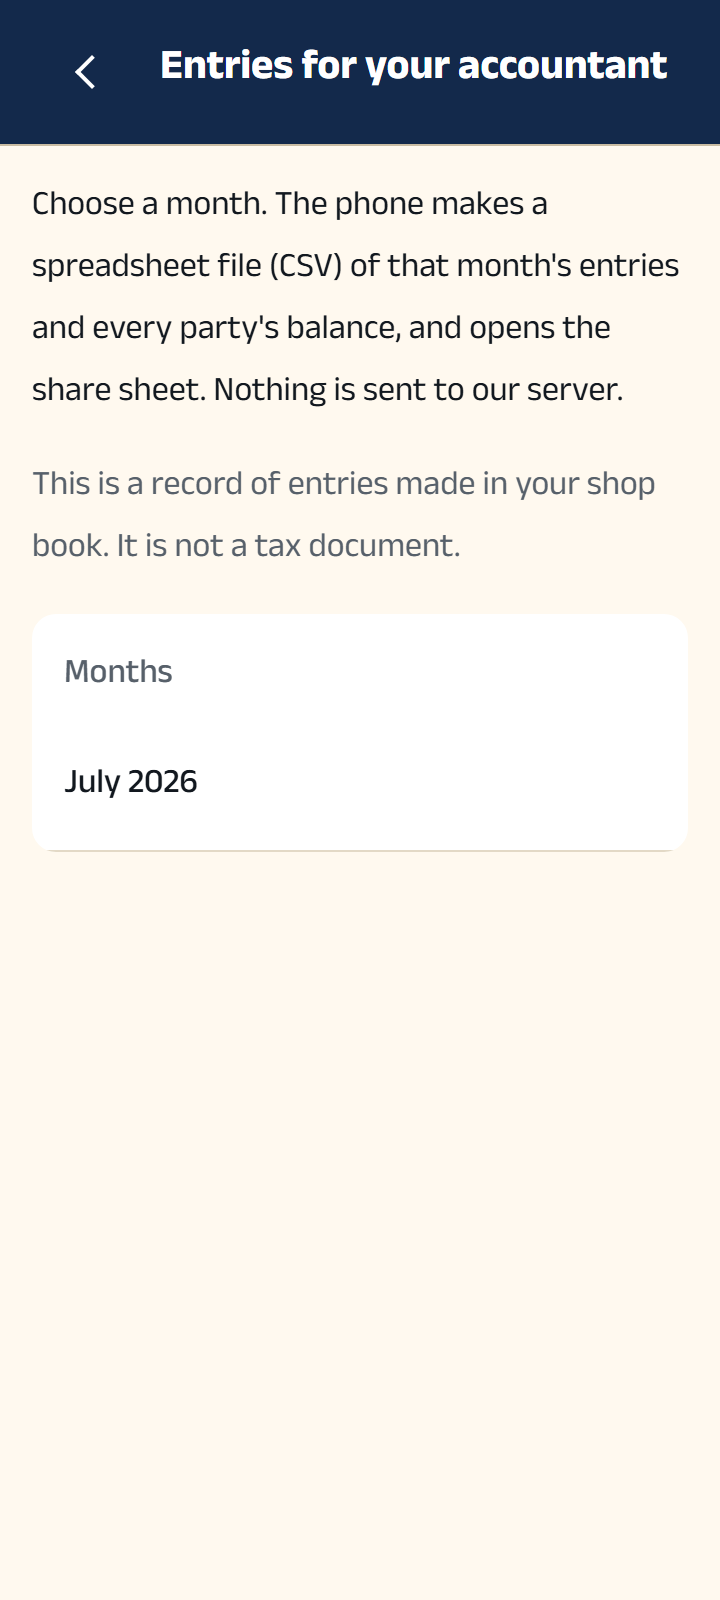 Entries for your accountant
Choose a month. The phone makes a
spreadsheet file (CSV) of that month's entries
and every party's balance, and opens the
share sheet. Nothing is sent to our server.
This is a record of entries made in your shop
book. It is not a tax document.
Months
July 2026